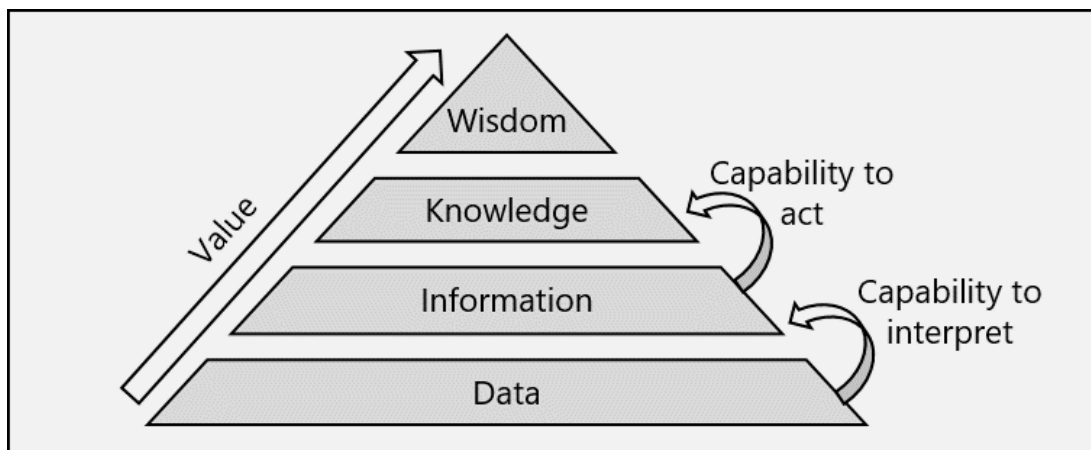 Wisdom
Capability to
act
Knowledge
Value
Information
Capability to
interpret
Data